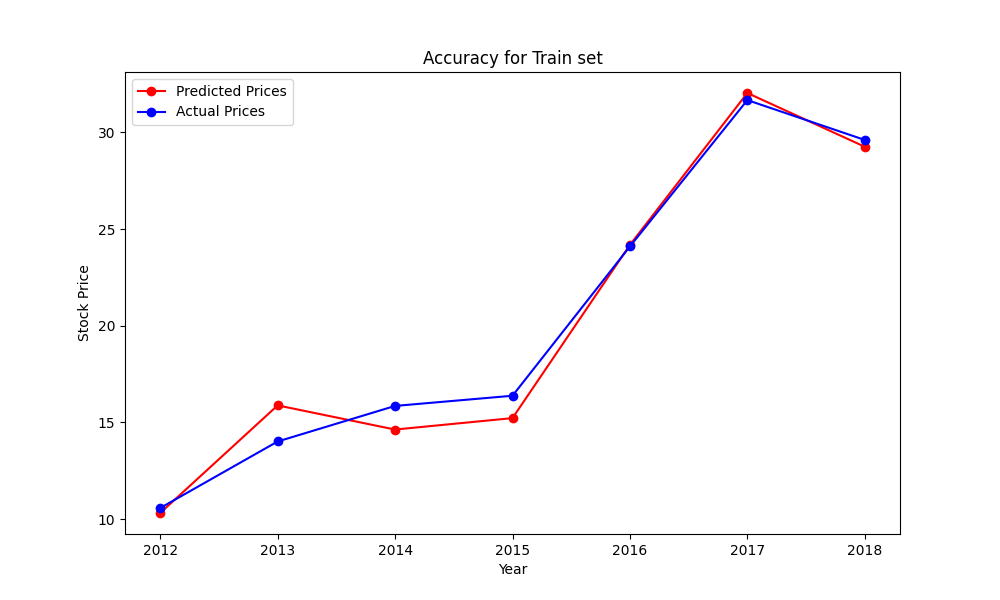 Accuracy for Train set
Predicted Prices
Actual Prices
30
25
20
15
10
Stock Price
2012 2013 2014 2015 2016 2017 2018
Year